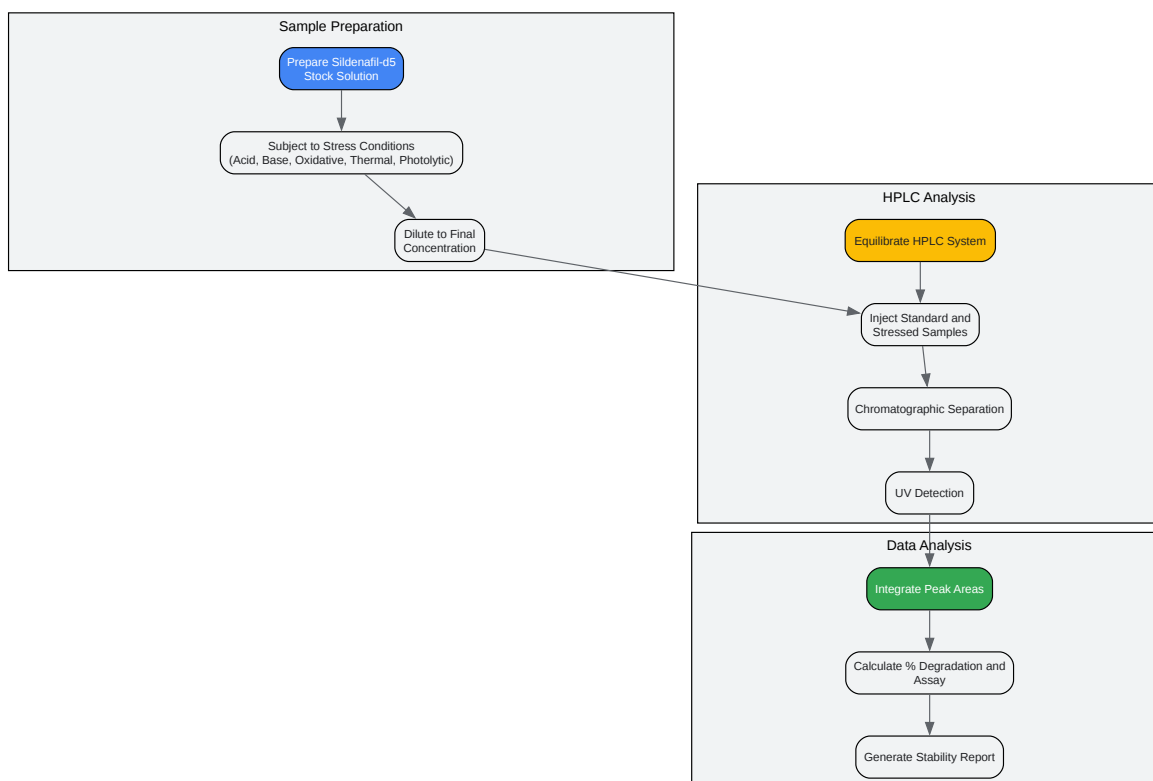 Sample Preparation
Prepare Sildenafil-d5
Stock Solution
Subject to Stress Conditions
(Acid, Base, Oxidative, Thermal, Photolytic)
Dilute to Final
Concentration
HPLC Analysis
Equilibrate HPLC System
Inject Standard and
Stressed Samples
Chromatographic Separation
UV Detection
Data Analysis
Integrate Peak Areas
Calculate % Degradation and
Assay
Generate Stability Report